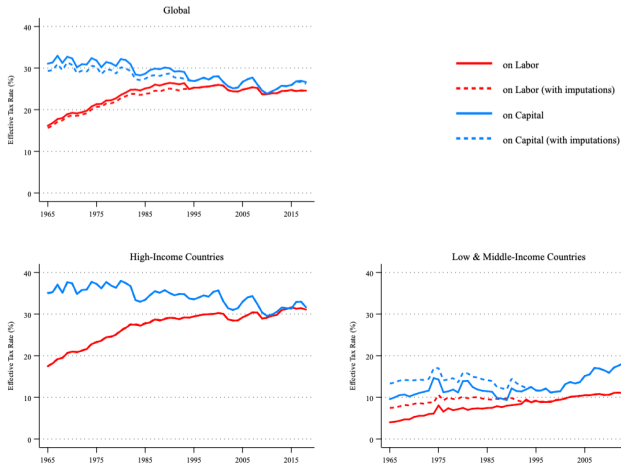 Global
Effective Tax Rate (%)
40
30
20
10
0
1965 1975 1985 1995 2005 2015
on Labor
on Labor (with imputations)
on Capital
on Capital (with imputations)
High-Income Countries
Effective Tax Rate (%)
40
30
20
10
0
1965 1975 1985 1995 2005 2015
Low & Middle-Income Countries
Effective Tax Rate (%)
40
30
20
10
0
1965 1975 1985 1995 2005